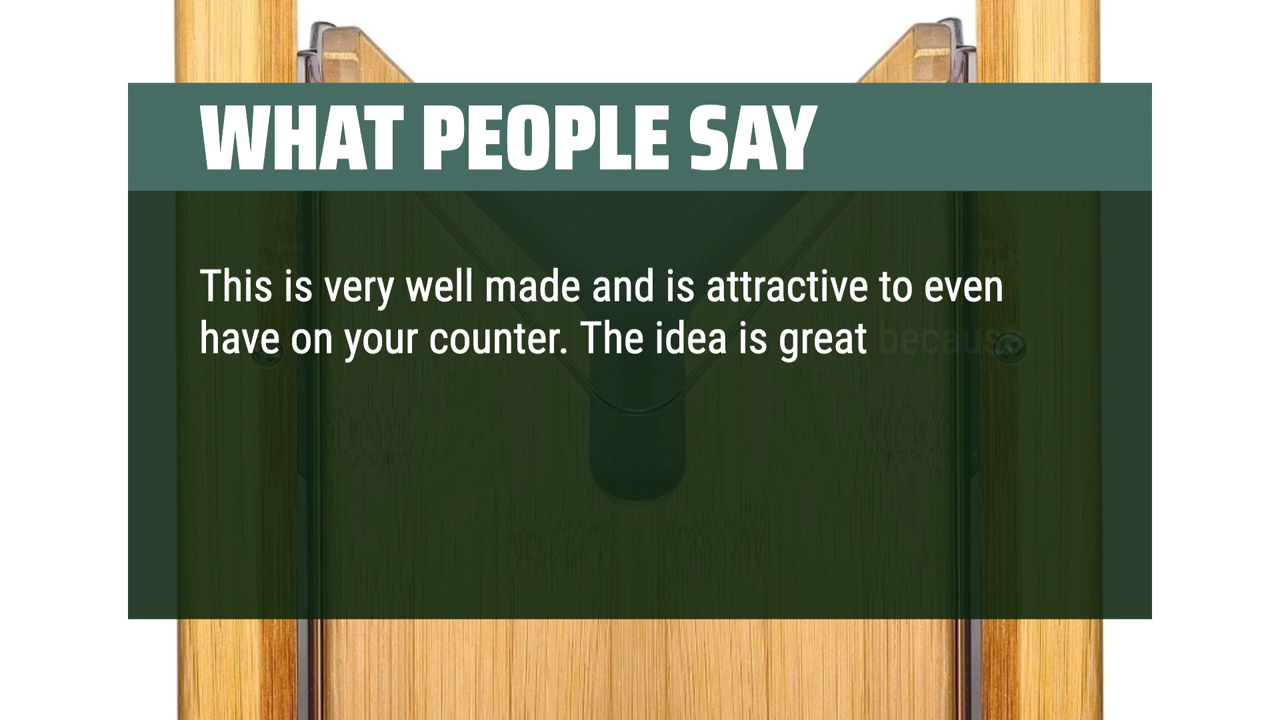 WHAT PEOPLE SAY
This is very well made and is attractive to even
have on your counter. The idea is great